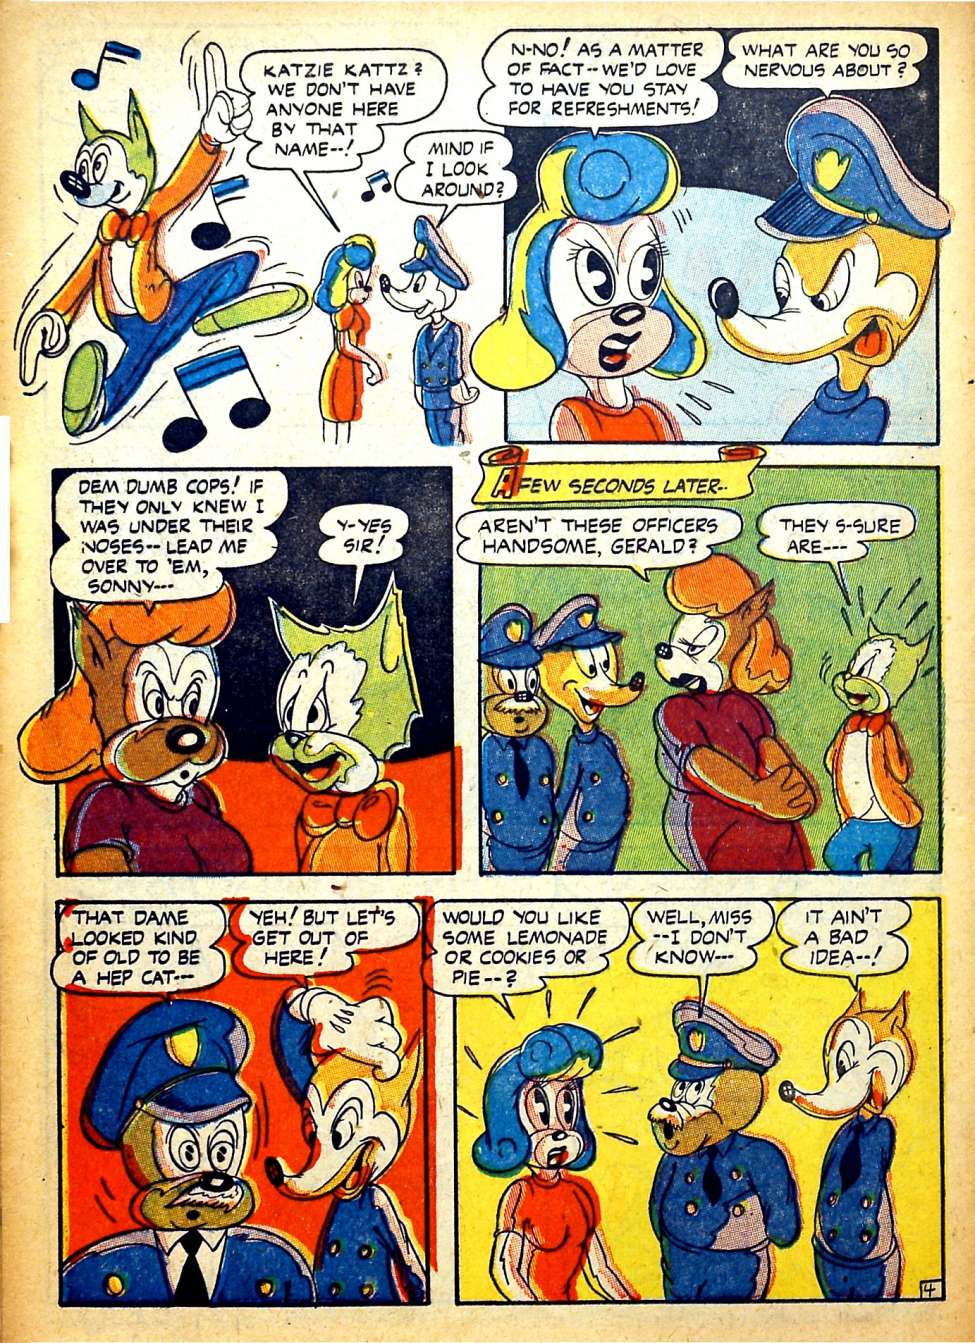 KATZIE KATTZ?
WE DON'T HAVE
ANYONE HERE
BY THAT
NAME--!
MIND IF
I LOOK
AROUND?
N-NO! AS A MATTER
OF FACT--WE'D LOVE
TO HAVE YOU STAY
FOR REFRESHMENTS!
WHAT ARE YOU SO
NERVOUS ABOUT?
DEM DUMB COPS! IF
THEY ONLY KNEW I
WAS UNDER THEIR
NOSES-- LEAD ME
OVER TO 'EM,
SONNY---
Y-YES
SIR!
A FEW SECONDS LATER--
AREN'T THESE OFFICERS
HANDSOME, GERALD?
THEY S-SURE
ARE---
THAT DAME
LOOKED KIND
OF OLD TO BE
A HEP CAT---
YEH! BUT LET'S
GET OUT OF
HERE!
WOULD YOU LIKE
SOME LEMONADE
OR COOKIES OR
PIE--?
WELL, MISS
--I DON'T
KNOW---
IT AIN'T
A BAD
IDEA--!
4